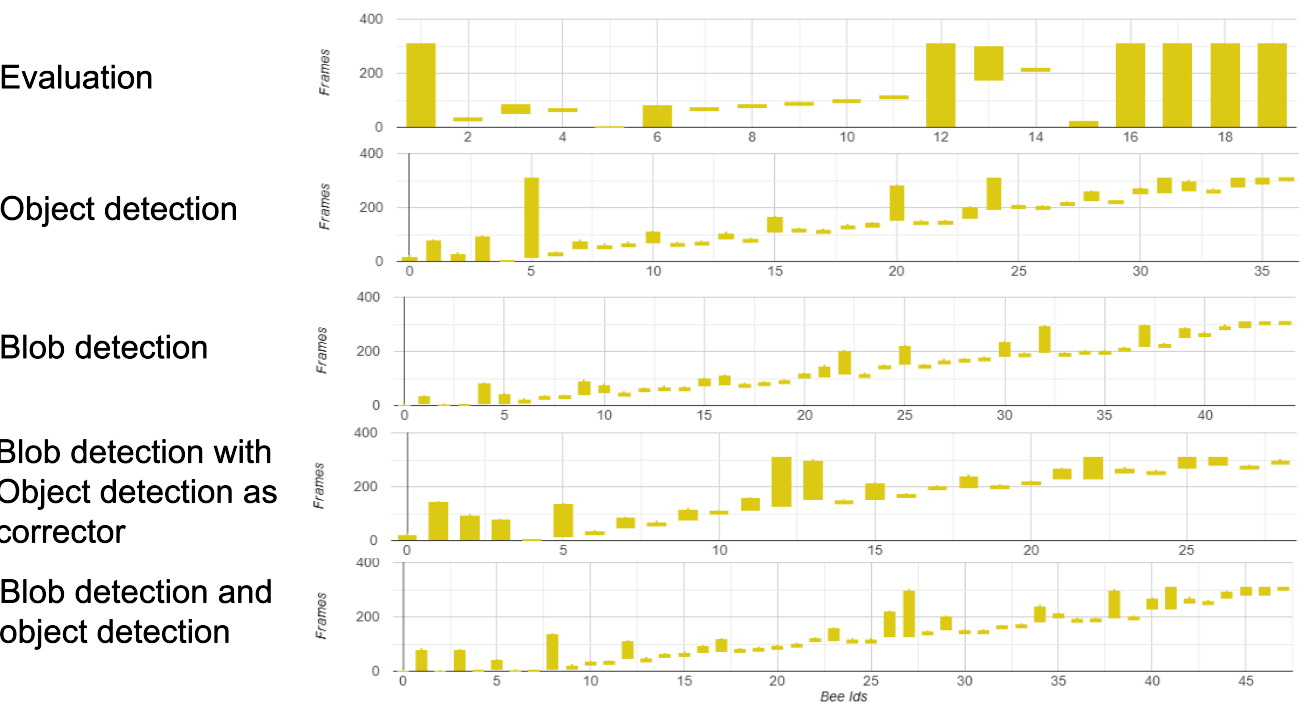 Evaluation
Frames
400
200
0
2 4 6 8 10 12 14 16 18
Object detection
Frames
400
200
0
0 5 10 15 20 25 30 35
Blob detection
Frames
400
200
0
0 5 10 15 20 25 30 35 40
Blob detection with
Object detection as
corrector
Frames
400
200
0
0 5 10 15 20 25
Blob detection and
object detection
Frames
400
200
0
0 5 10 15 20 25 30 35 40 45
Bee Ids